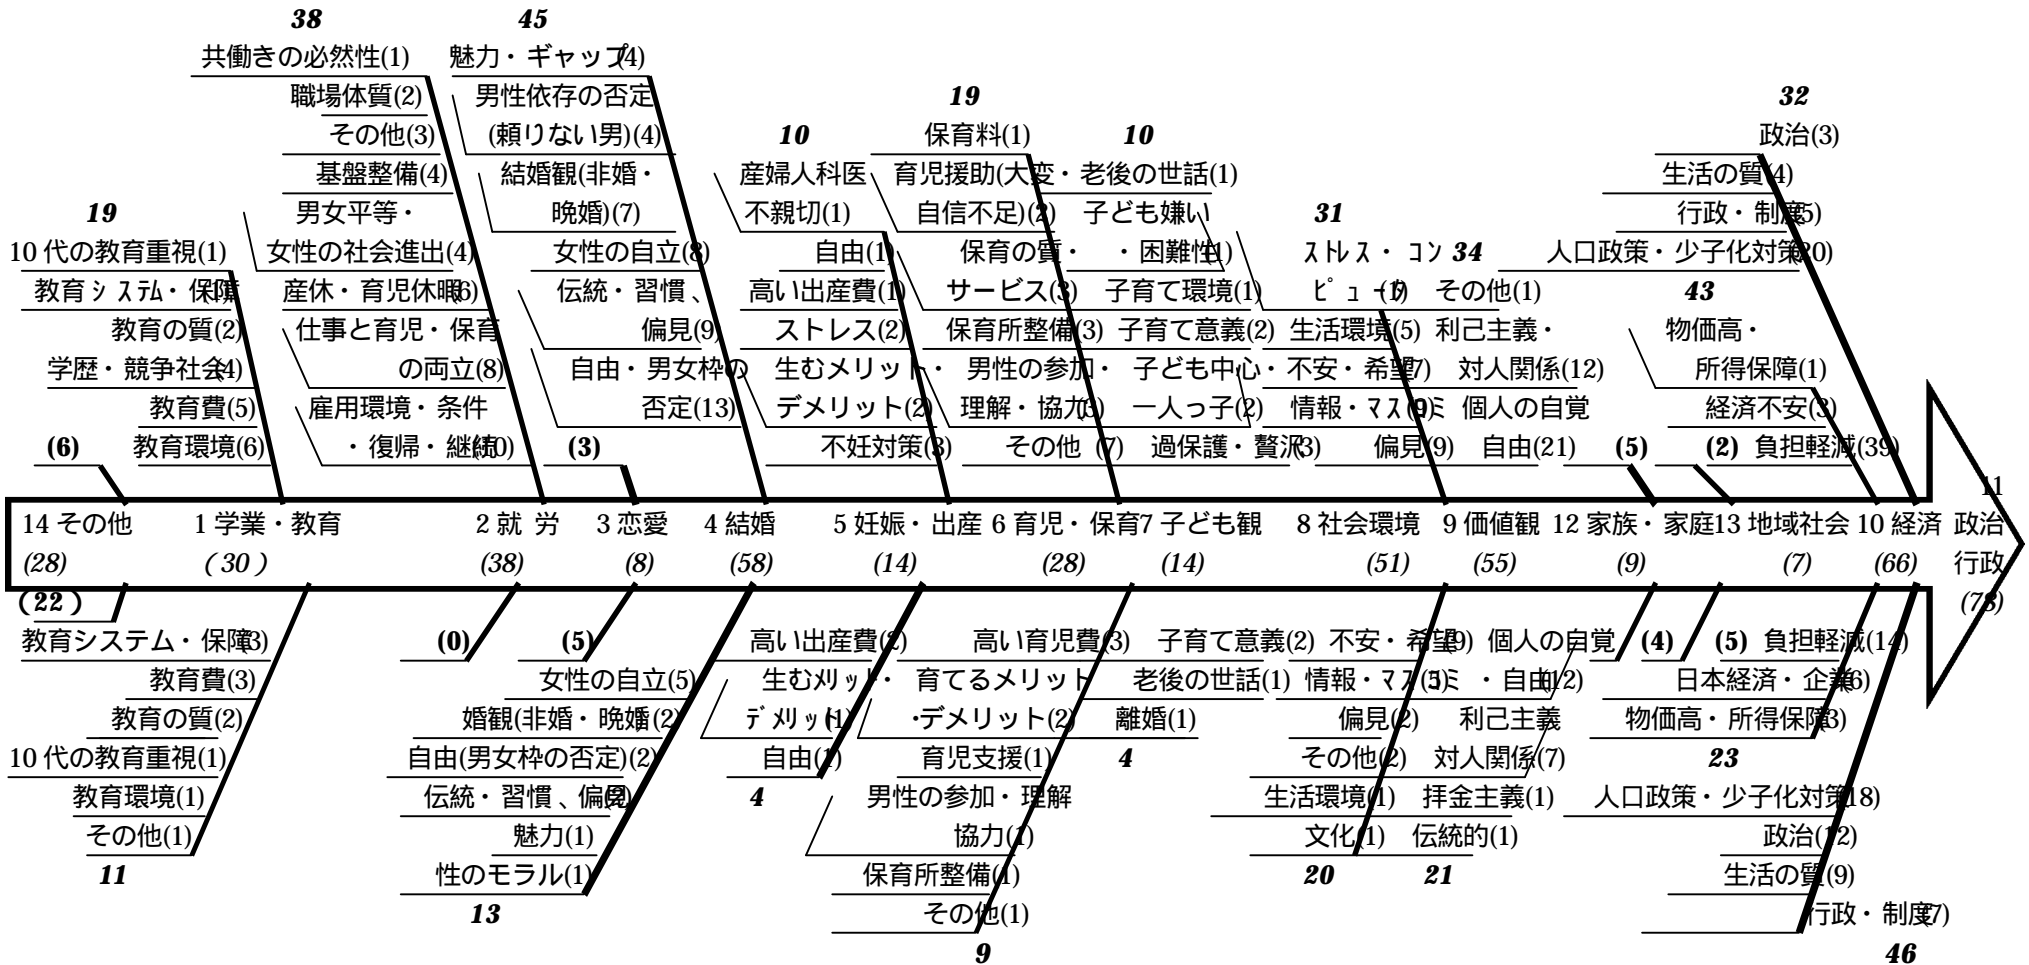 38
共働きの必然性(1)
職場体質(2)
その他(3)
基盤整備(4)
男女平等・
女性の社会進出(4)
産休・育児休暇(6)
仕事と育児・保育
の両立(8)
雇用環境・条件
・復帰・継続(10)
45
魅力・ギャップ(4)
男性依存の否定
(頼りない男)(4)
結婚観(非婚・
晩婚)(7)
女性の自立(8)
伝統・習慣、
偏見(9)
自由・男女枠の
否定(13)
19
10 代の教育重視(1)
教育システム・保障
教育の質(2)
学歴・競争社会(4)
教育費(5)
教育環境(6)
(6)
(3)
10
産婦人科医
不親切(1)
自由(1)
高い出産費(1)
ストレス(2)
生むメリット・
デメリット(2)
不妊対策(3)
19
保育料(1)
育児援助(大変・
自信不足)(2)
保育の質・
サービス(3)
保育所整備(3)
男性の参加・
理解・協力(3)
その他 (7)
10
老後の世話(1)
子ども嫌い
・困難性(1)
子育て環境(1)
子育て意義(2)
子ども中心・
一人っ子(2)
過保護・贅沢(3)
31
ストレス・コン
ピュータ(1)
生活環境(5)
不安・希望(7)
情報・マスコミ(9)
偏見(9)
34
その他(1)
利己主義・
対人関係(12)
個人の自覚
自由(21)
(5)
(2)
43
物価高・
所得保障(1)
経済不安(3)
負担軽減(39)
32
政治(3)
生活の質(4)
行政・制度(5)
人口政策・少子化対策(20)
14 その他
(28)
1 学業・教育
(30)
2 就 労
(38)
3 恋愛
(8)
4 結婚
(58)
5 妊娠・出産
(14)
6 育児・保育
(28)
7 子ども観
(14)
8 社会環境
(51)
9 価値観
(55)
12 家族・家庭
(9)
13 地域社会
(7)
10 経済
(66)
11
政治
行政
(78)
(22)
教育システム・保障(3)
教育費(3)
教育の質(2)
10 代の教育重視(1)
教育環境(1)
その他(1)
11
(0)
(5)
女性の自立(5)
婚観(非婚・晩婚)(2)
自由(男女枠の否定)(2)
伝統・習慣、偏見(2)
魅力(1)
性のモラル(1)
13
高い出産費(2)
生むメリット・
デメリット(1)
自由(1)
4
高い育児費(3)
育てるメリット
・デメリット(2)
育児支援(1)
男性の参加・理解
協力(1)
保育所整備(1)
その他(1)
9
子育て意義(2)
老後の世話(1)
離婚(1)
4
不安・希望(9)
情報・マスコミ(5)
偏見(2)
その他(2)
生活環境(1)
文化(1)
20
個人の自覚
・自由(12)
利己主義
対人関係(7)
拝金主義(1)
伝統的(1)
21
(4)
(5)
負担軽減(14)
日本経済・企業(6)
物価高・所得保障(3)
23
人口政策・少子化対策(18)
政治(12)
生活の質(9)
行政・制度(7)
46